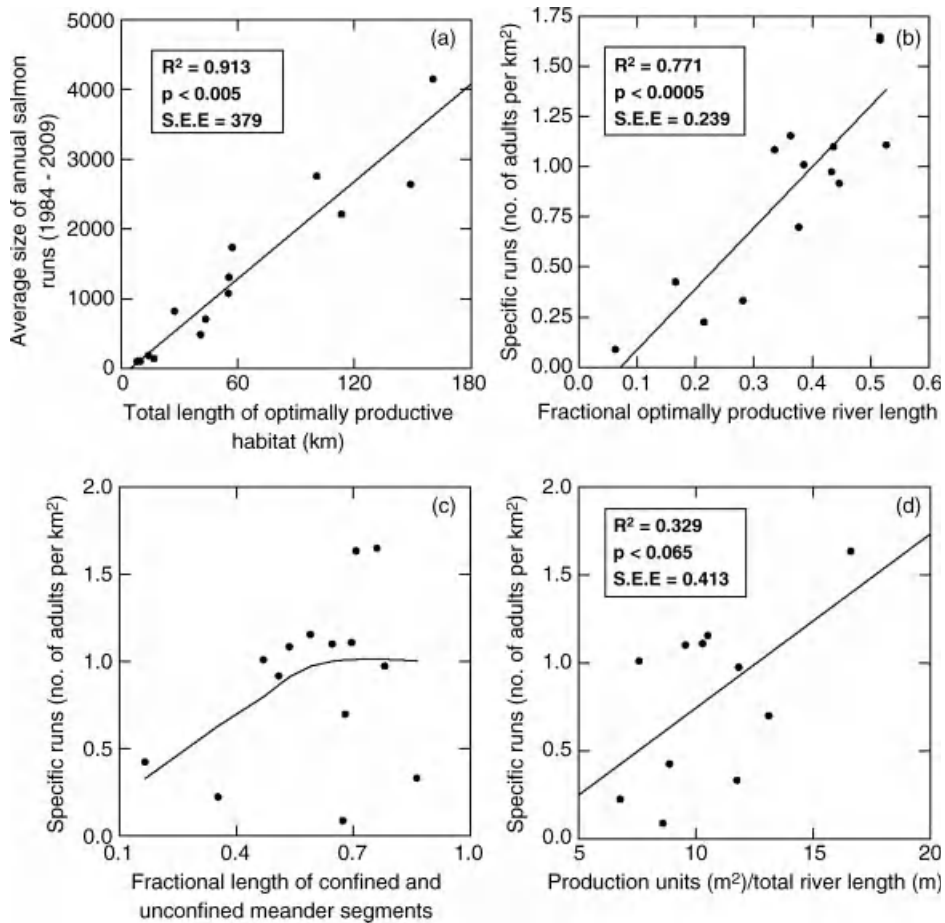 (a)
R² = 0.913
p < 0.005
S.E.E = 379
5000
4000
3000
2000
1000
0
0
60
120
180
Average size of annual salmon
runs (1984 - 2009)
Total length of optimally productive
habitat (km)
(b)
R² = 0.771
p < 0.0005
S.E.E = 0.239
1.75
1.50
1.25
1.00
0.75
0.50
0.25
0.00
0.0
0.1
0.2
0.3
0.4
0.5
0.6
Specific runs (no. of adults per km²)
Fractional optimally productive river length
(c)
2.0
1.5
1.0
0.5
0.0
0.1
0.4
0.7
1.0
Specific runs (no. of adults per km²)
Fractional length of confined and
unconfined meander segments
(d)
R² = 0.329
p < 0.065
S.E.E = 0.413
2.0
1.5
1.0
0.5
0.0
5
10
15
20
Specific runs (no. of adults per km²)
Production units (m²)/total river length (m)